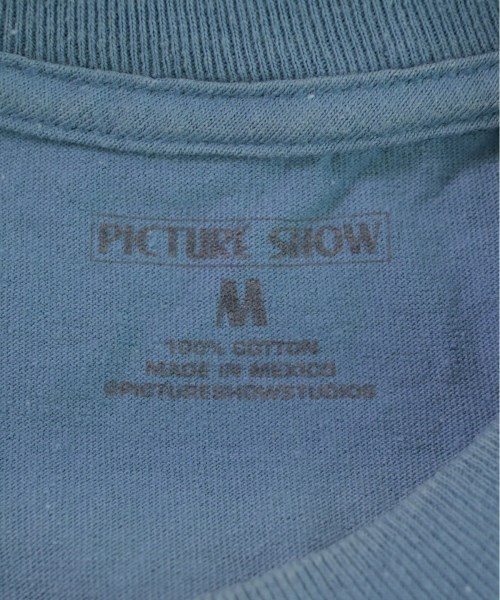 PICTURE SHOW
M
100% COTTON
MADE IN MEXICO
@PICTURESHOWSTUDIOS